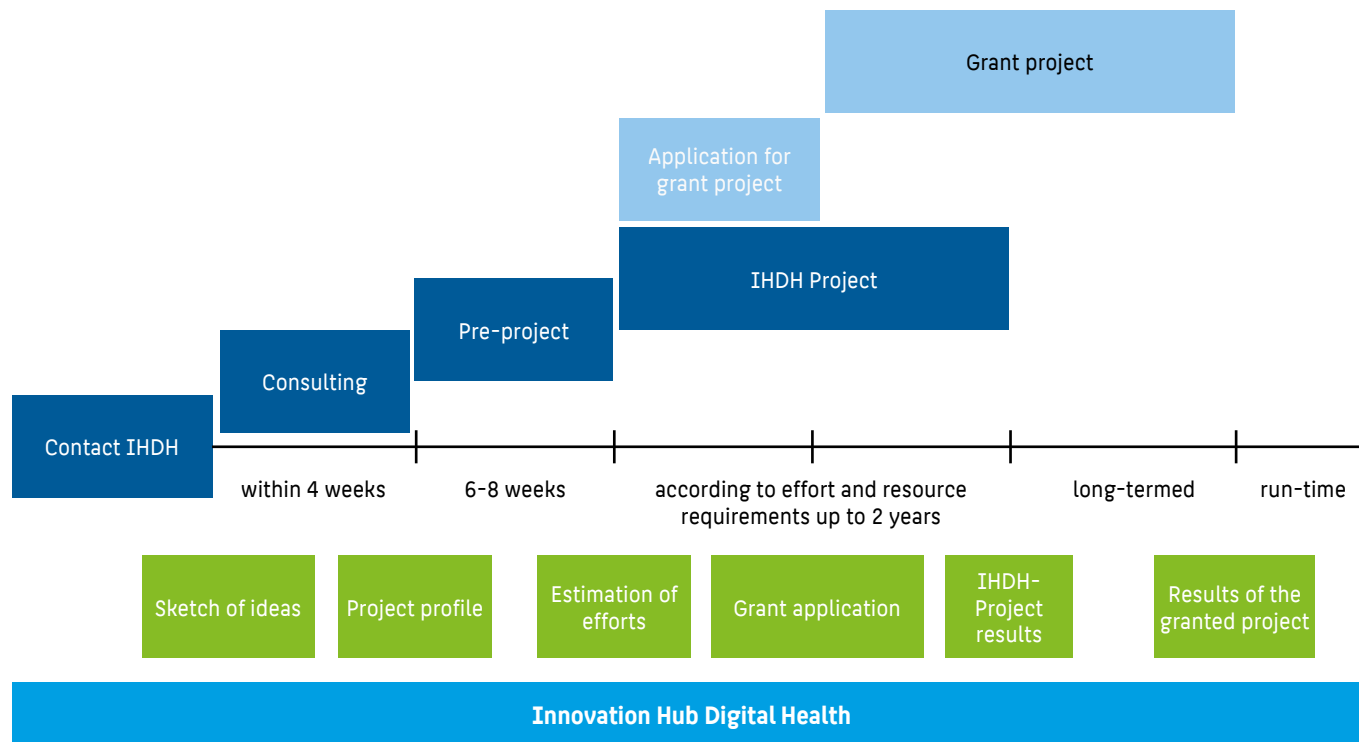 Grant project
Application for
grant project
IHDH Project
Pre-project
Consulting
Contact IHDH
within 4 weeks
6-8 weeks
according to effort and resource
requirements up to 2 years
long-termed
run-time
Sketch of ideas
Project profile
Estimation of
efforts
Grant application
IHDH-
Project
results
Results of the
granted project
Innovation Hub Digital Health